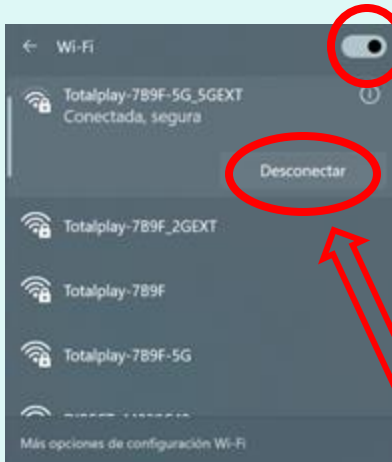 Wi-Fi
Totalplay-7B9F-5G_5GEXT
Conectada, segura
Desconectar
Totalplay-7B9F_2GEXT
Totalplay-7B9F
Totalplay-7B9F-5G
Más opciones de configuración Wi-Fi